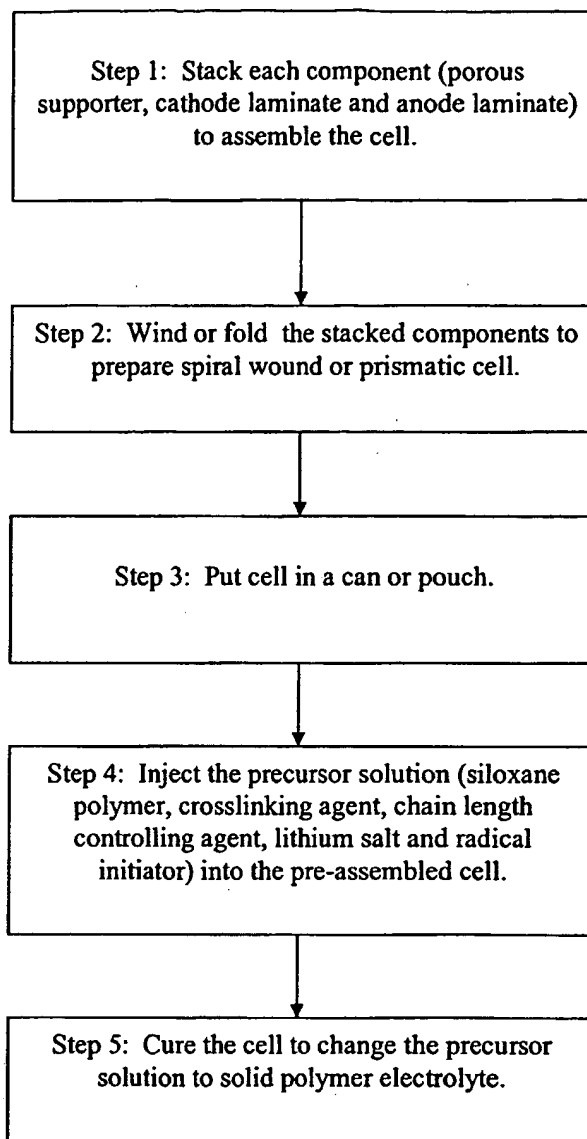 Step 1: Stack each component (porous
supporter, cathode laminate and anode laminate)
to assemble the cell.
Step 2: Wind or fold the stacked components to
prepare spiral wound or prismatic cell.
Step 3: Put cell in a can or pouch.
Step 4: Inject the precursor solution (siloxane
polymer, crosslinking agent, chain length
controlling agent, lithium salt and radical
initiator) into the pre-assembled cell.
Step 5: Cure the cell to change the precursor
solution to solid polymer electrolyte.